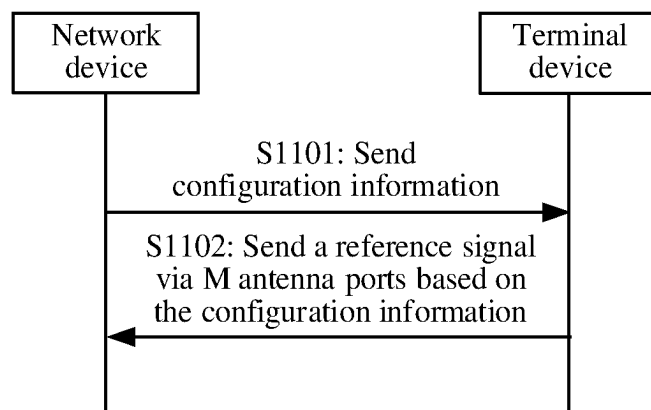 Network
device
Terminal
device
S1101: Send
configuration information
S1102: Send a reference signal
via M antenna ports based on
the configuration information